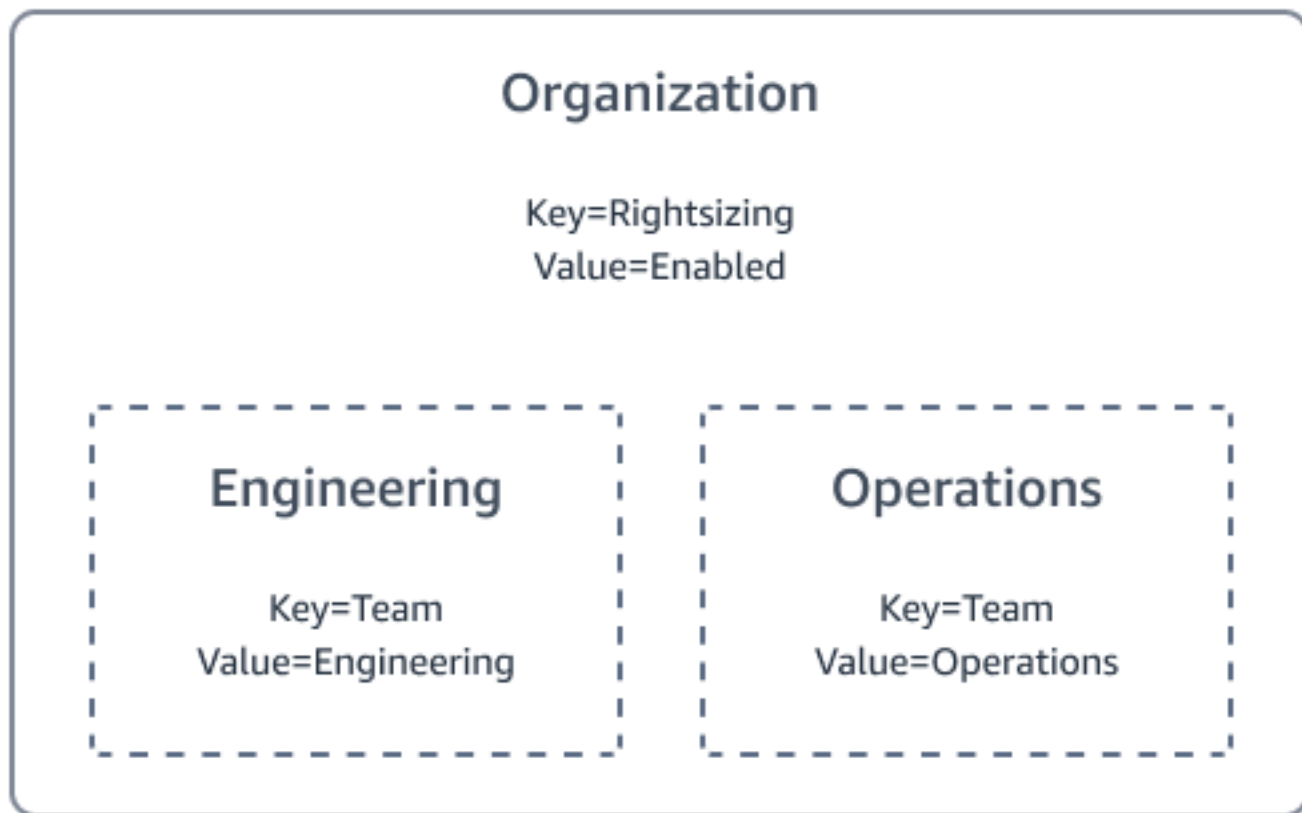 Organization
Key=Rightsizing
Value=Enabled
Engineering
Key=Team
Value=Engineering
Operations
Key=Team
Value=Operations